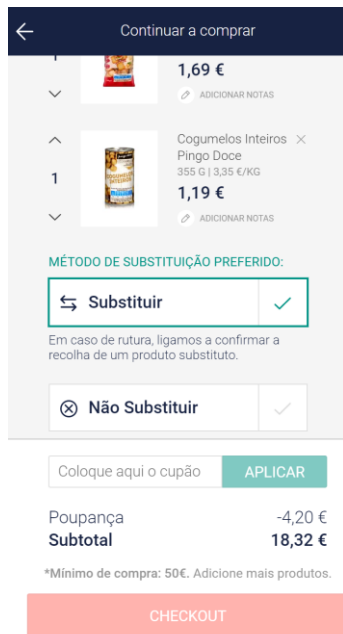 Continuar a comprar
1,69 €
ADICIONAR NOTAS
Cogumelos Inteiros
Pingo Doce
355 G | 3,35 €/KG
1
1,19 €
ADICIONAR NOTAS
MÉTODO DE SUBSTITUIÇÃO PREFERIDO:
Substituir
Em caso de rutura, ligamos a confirmar a
recolha de um produto substituto.
Não Substituir
Coloque aqui o cupão APLICAR
Poupança -4,20 €
Subtotal 18,32 €
*Mínimo de compra: 50€. Adicione mais produtos.
CHECKOUT